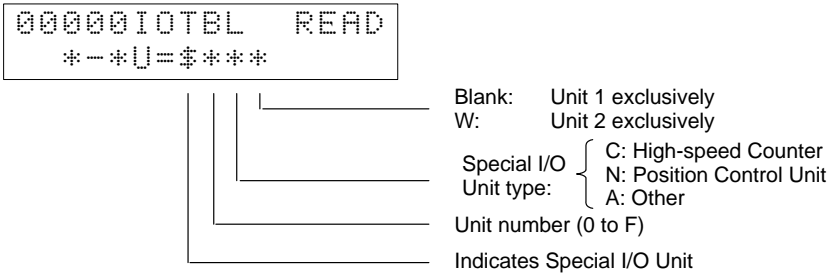 00000IOTBL READ
*-*U=$***
Blank: Unit 1 exclusively
W: Unit 2 exclusively
Special I/O Unit type:
C: High-speed Counter
N: Position Control Unit
A: Other
Unit number (0 to F)
Indicates Special I/O Unit